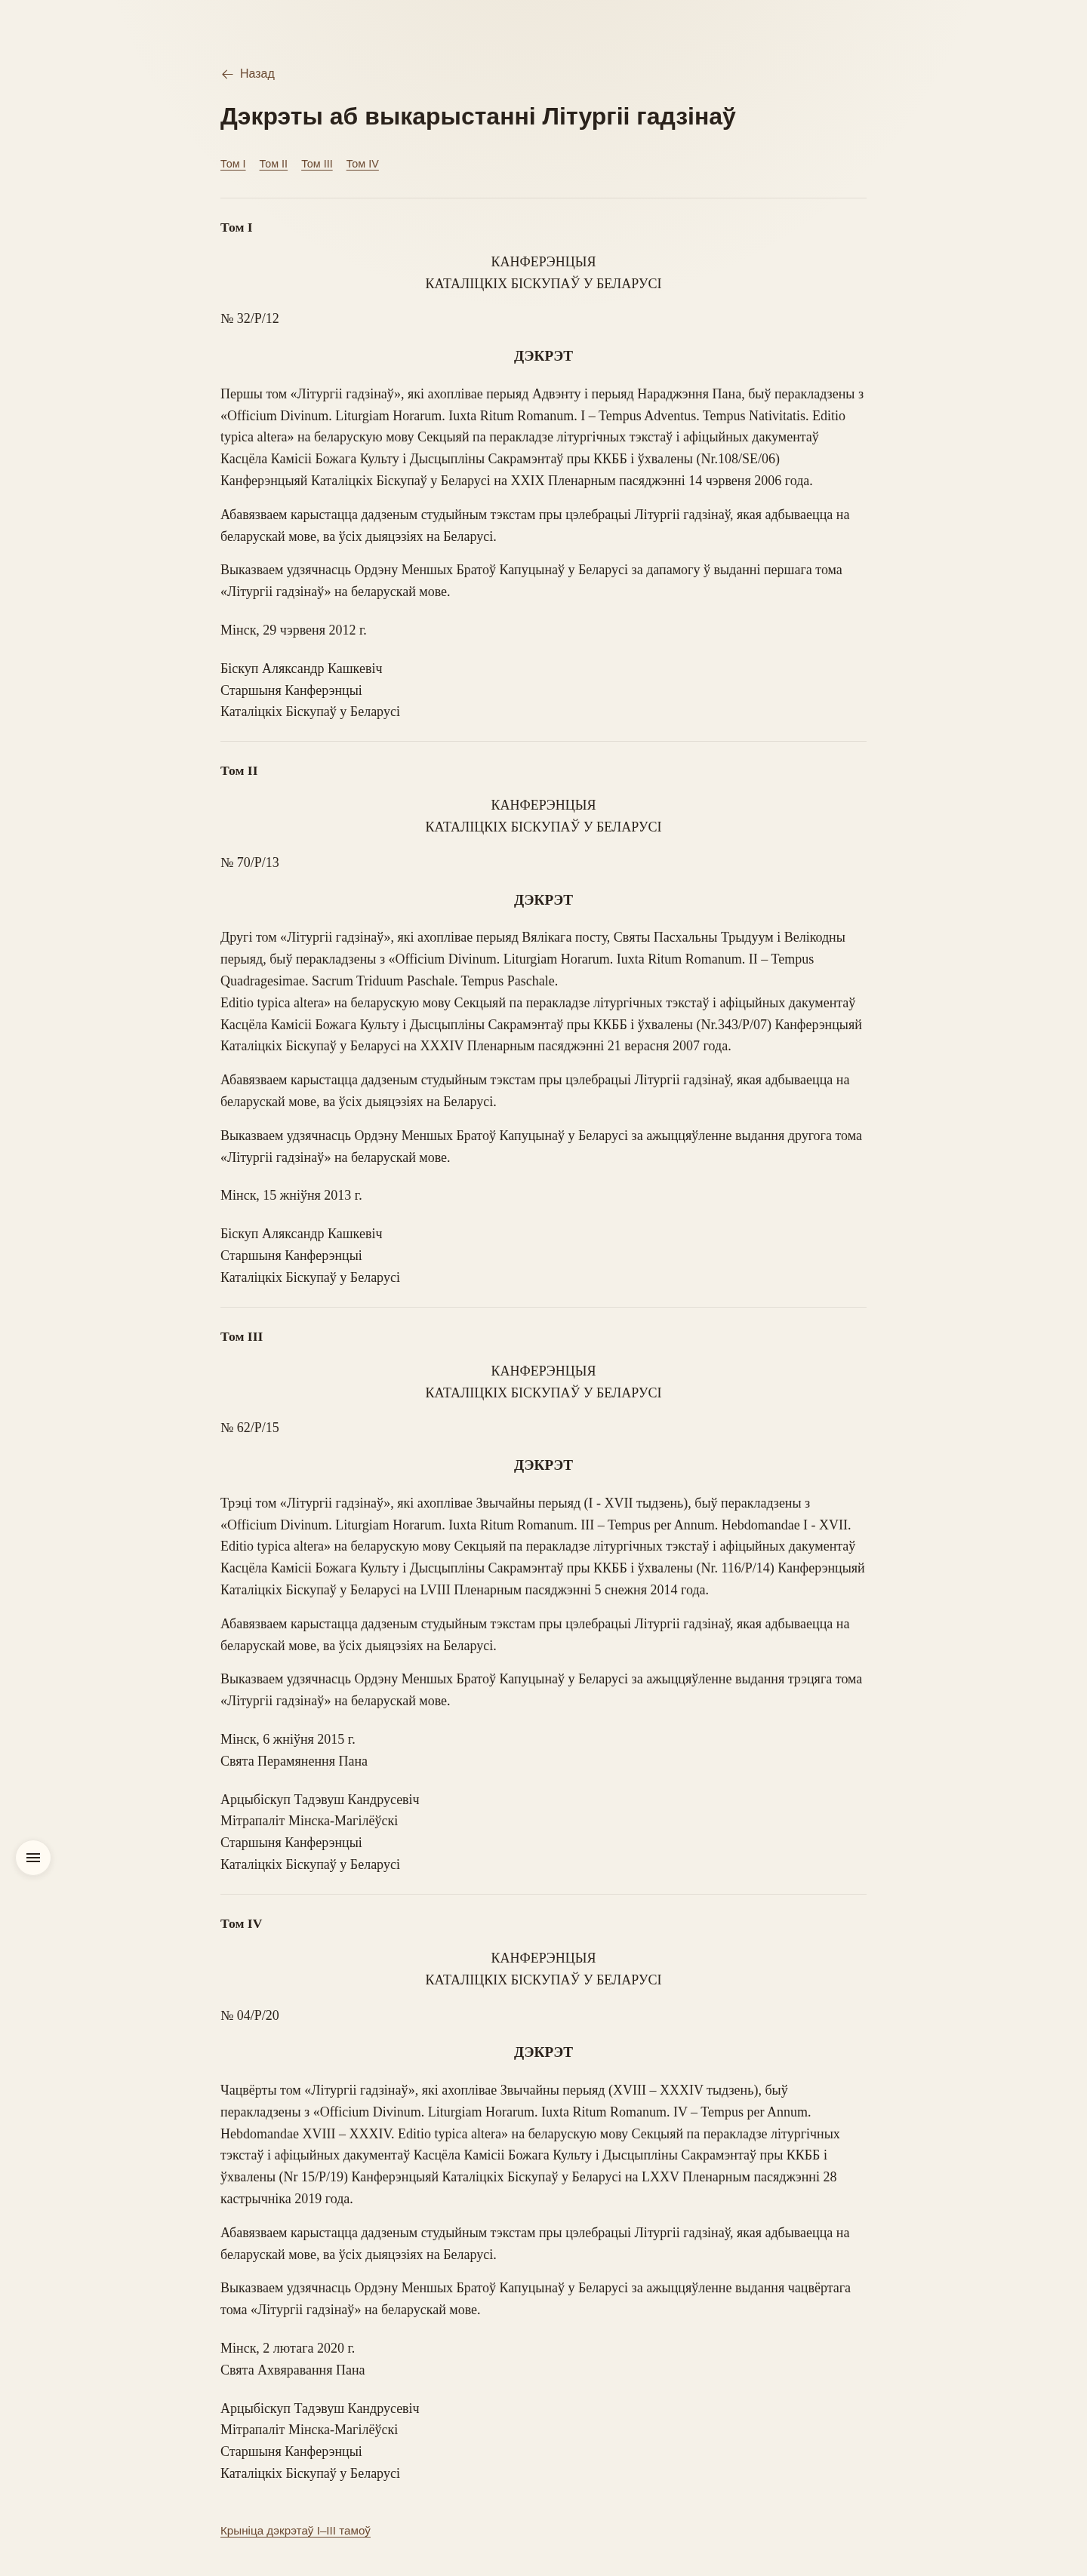 Назад
Дэкрэты аб выкарыстанні Літургіі гадзінаў
Том I Том II Том III Том IV
Том I
КАНФЕРЭНЦЫЯ
КАТАЛІЦКІХ БІСКУПАЎ У БЕЛАРУСІ
№ 32/P/12
ДЭКРЭТ
Першы том «Літургіі гадзінаў», які ахоплівае перыяд Адвэнту і перыяд Нараджэння Пана, быў перакладзены з
«Officium Divinum. Liturgiam Horarum. Iuxta Ritum Romanum. I – Tempus Adventus. Tempus Nativitatis. Editio
typica altera» на беларускую мову Секцыяй па перакладзе літургічных тэкстаў і афіцыйных дакументаў
Касцёла Камісіі Божага Культу і Дысцыпліны Сакрамэнтаў пры ККББ і ўхвалены (Nr.108/SE/06)
Канферэнцыяй Каталіцкіх Біскупаў у Беларусі на XXIX Пленарным пасяджэнні 14 чэрвеня 2006 года.
Абавязваем карыстацца дадзеным студыйным тэкстам пры цэлебрацыі Літургіі гадзінаў, якая адбываецца на
беларускай мове, ва ўсіх дыяцэзіях на Беларусі.
Выказваем удзячнасць Ордэну Меншых Братоў Капуцынаў у Беларусі за дапамогу ў выданні першага тома
«Літургіі гадзінаў» на беларускай мове.
Мінск, 29 чэрвеня 2012 г.
Біскуп Аляксандр Кашкевіч
Старшыня Канферэнцыі
Каталіцкіх Біскупаў у Беларусі
Том II
КАНФЕРЭНЦЫЯ
КАТАЛІЦКІХ БІСКУПАЎ У БЕЛАРУСІ
№ 70/P/13
ДЭКРЭТ
Другі том «Літургіі гадзінаў», які ахоплівае перыяд Вялікага посту, Святы Пасхальны Трыдуум і Велікодны
перыяд, быў перакладзены з «Officium Divinum. Liturgiam Horarum. Iuxta Ritum Romanum. II – Tempus
Quadragesimae. Sacrum Triduum Paschale. Tempus Paschale.
Editio typica altera» на беларускую мову Секцыяй па перакладзе літургічных тэкстаў і афіцыйных дакументаў
Касцёла Камісіі Божага Культу і Дысцыпліны Сакрамэнтаў пры ККББ і ўхвалены (Nr.343/P/07) Канферэнцыяй
Каталіцкіх Біскупаў у Беларусі на XXXIV Пленарным пасяджэнні 21 верасня 2007 года.
Абавязваем карыстацца дадзеным студыйным тэкстам пры цэлебрацыі Літургіі гадзінаў, якая адбываецца на
беларускай мове, ва ўсіх дыяцэзіях на Беларусі.
Выказваем удзячнасць Ордэну Меншых Братоў Капуцынаў у Беларусі за ажыццяўленне выдання другога тома
«Літургіі гадзінаў» на беларускай мове.
Мінск, 15 жніўня 2013 г.
Біскуп Аляксандр Кашкевіч
Старшыня Канферэнцыі
Каталіцкіх Біскупаў у Беларусі
Том III
КАНФЕРЭНЦЫЯ
КАТАЛІЦКІХ БІСКУПАЎ У БЕЛАРУСІ
№ 62/P/15
ДЭКРЭТ
Трэці том «Літургіі гадзінаў», які ахоплівае Звычайны перыяд (I - XVII тыдзень), быў перакладзены з
«Officium Divinum. Liturgiam Horarum. Iuxta Ritum Romanum. III – Tempus per Annum. Hebdomandae I - XVII.
Editio typica altera» на беларускую мову Секцыяй па перакладзе літургічных тэкстаў і афіцыйных дакументаў
Касцёла Камісіі Божага Культу і Дысцыпліны Сакрамэнтаў пры ККББ і ўхвалены (Nr. 116/P/14) Канферэнцыяй
Каталіцкіх Біскупаў у Беларусі на LVIII Пленарным пасяджэнні 5 снежня 2014 года.
Абавязваем карыстацца дадзеным студыйным тэкстам пры цэлебрацыі Літургіі гадзінаў, якая адбываецца на
беларускай мове, ва ўсіх дыяцэзіях на Беларусі.
Выказваем удзячнасць Ордэну Меншых Братоў Капуцынаў у Беларусі за ажыццяўленне выдання трэцяга тома
«Літургіі гадзінаў» на беларускай мове.
Мінск, 6 жніўня 2015 г.
Свята Перамянення Пана
Арцыбіскуп Тадэвуш Кандрусевіч
Мітрапаліт Мінска-Магілёўскі
Старшыня Канферэнцыі
Каталіцкіх Біскупаў у Беларусі
Том IV
КАНФЕРЭНЦЫЯ
КАТАЛІЦКІХ БІСКУПАЎ У БЕЛАРУСІ
№ 04/P/20
ДЭКРЭТ
Чацвёрты том «Літургіі гадзінаў», які ахоплівае Звычайны перыяд (XVIII – XXXIV тыдзень), быў
перакладзены з «Officium Divinum. Liturgiam Horarum. Iuxta Ritum Romanum. IV – Tempus per Annum.
Hebdomandae XVIII – XXXIV. Editio typica altera» на беларускую мову Секцыяй па перакладзе літургічных
тэкстаў і афіцыйных дакументаў Касцёла Камісіі Божага Культу і Дысцыпліны Сакрамэнтаў пры ККББ і
ўхвалены (Nr 15/P/19) Канферэнцыяй Каталіцкіх Біскупаў у Беларусі на LXXV Пленарным пасяджэнні 28
кастрычніка 2019 года.
Абавязваем карыстацца дадзеным студыйным тэкстам пры цэлебрацыі Літургіі гадзінаў, якая адбываецца на
беларускай мове, ва ўсіх дыяцэзіях на Беларусі.
Выказваем удзячнасць Ордэну Меншых Братоў Капуцынаў у Беларусі за ажыццяўленне выдання чацвёртага
тома «Літургіі гадзінаў» на беларускай мове.
Мінск, 2 лютага 2020 г.
Свята Ахвяравання Пана
Арцыбіскуп Тадэвуш Кандрусевіч
Мітрапаліт Мінска-Магілёўскі
Старшыня Канферэнцыі
Каталіцкіх Біскупаў у Беларусі
Крыніца дэкрэтаў I–III тамоў